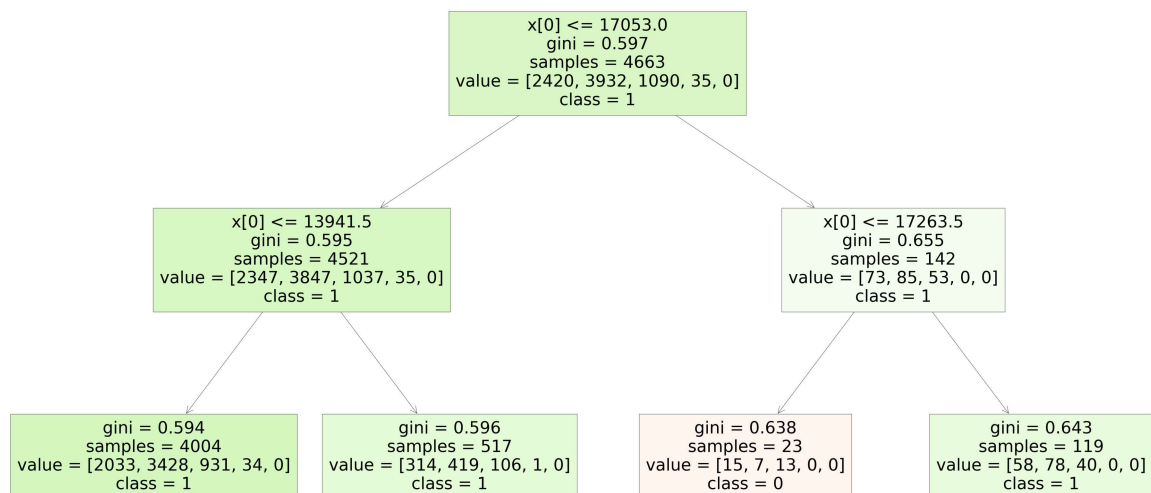 x[0] <= 17053.0
gini = 0.597
samples = 4663
value = [2420, 3932, 1090, 35, 0]
class = 1
x[0] <= 13941.5
gini = 0.595
samples = 4521
value = [2347, 3847, 1037, 35, 0]
class = 1
x[0] <= 17263.5
gini = 0.655
samples = 142
value = [73, 85, 53, 0, 0]
class = 1
gini = 0.594
samples = 4004
value = [2033, 3428, 931, 34, 0]
class = 1
gini = 0.596
samples = 517
value = [314, 419, 106, 1, 0]
class = 1
gini = 0.638
samples = 23
value = [15, 7, 13, 0, 0]
class = 0
gini = 0.643
samples = 119
value = [58, 78, 40, 0, 0]
class = 1